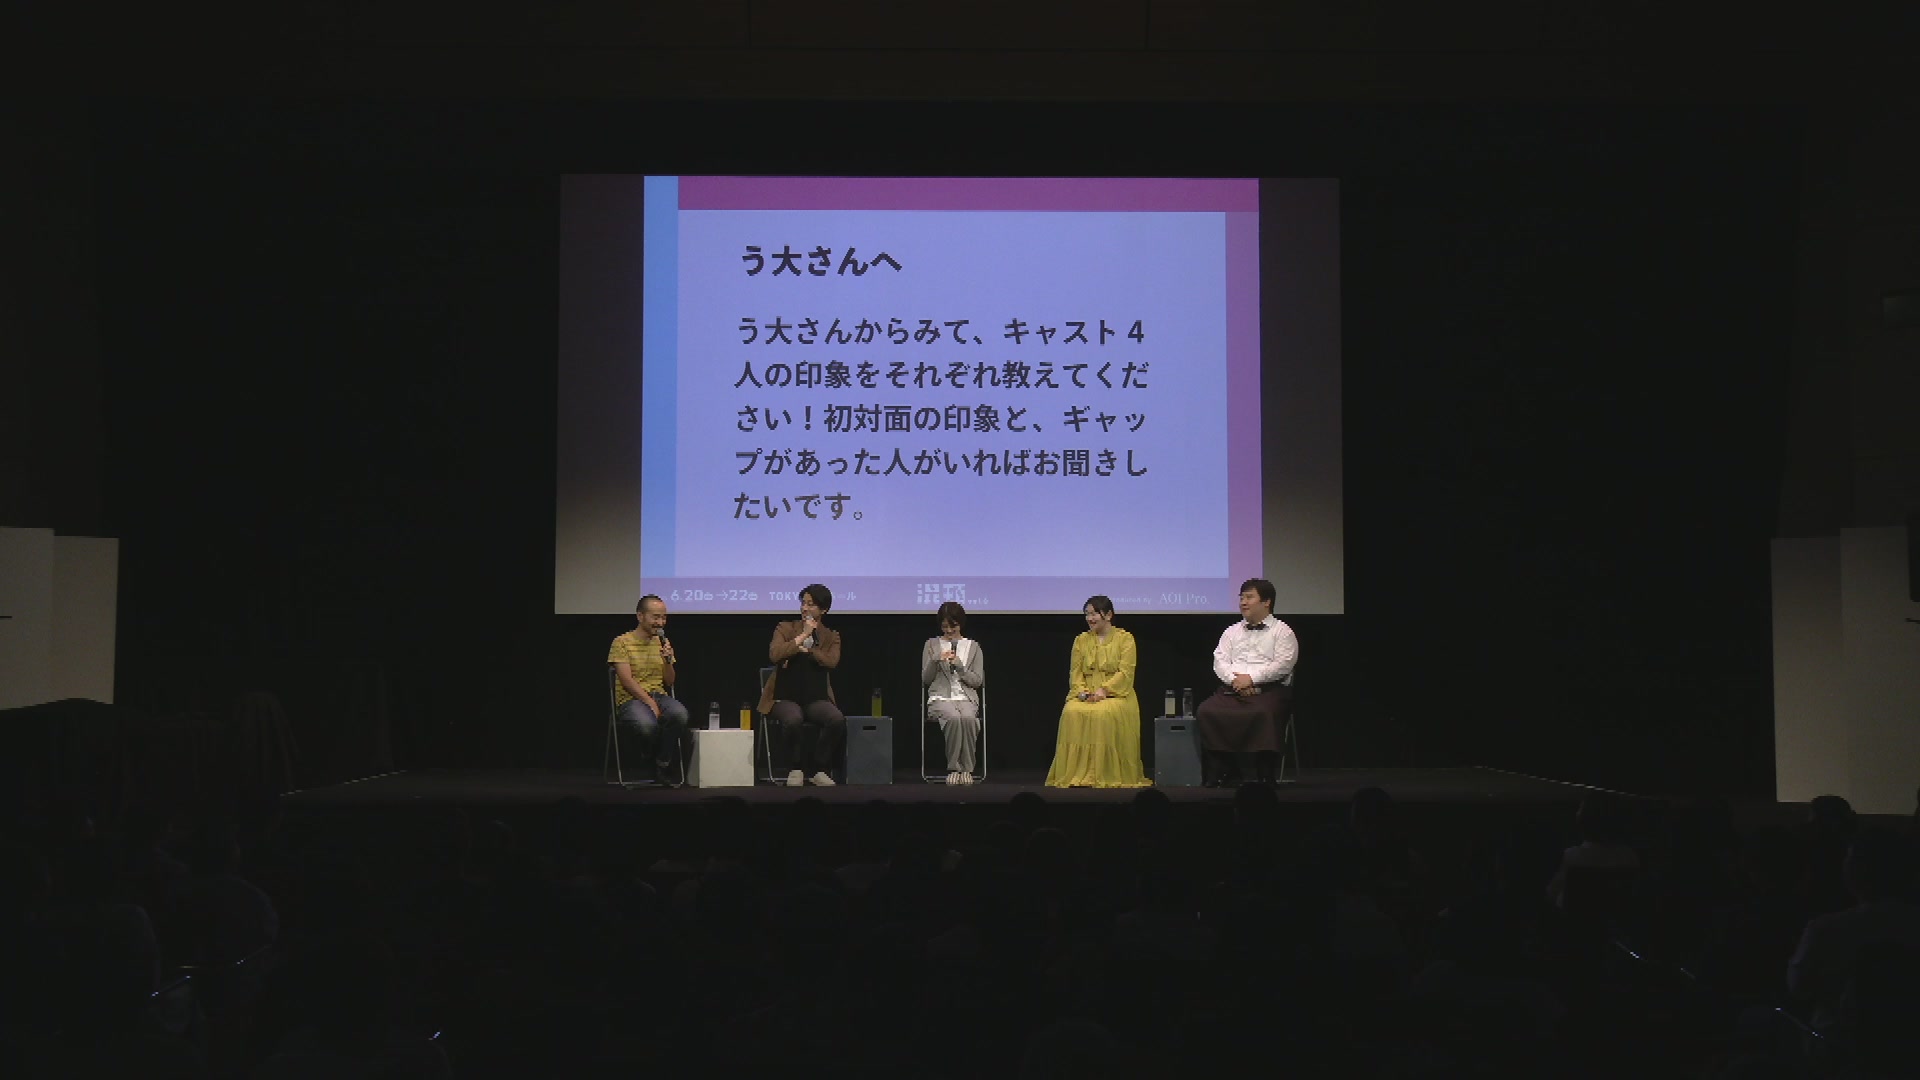 う大さんへ
う大さんからみて、キャスト4
人の印象をそれぞれ教えてくだ
さい！初対面の印象と、ギャッ
プがあった人がいればお聞きし
たいです。
6.20 →22
AOI Pro.